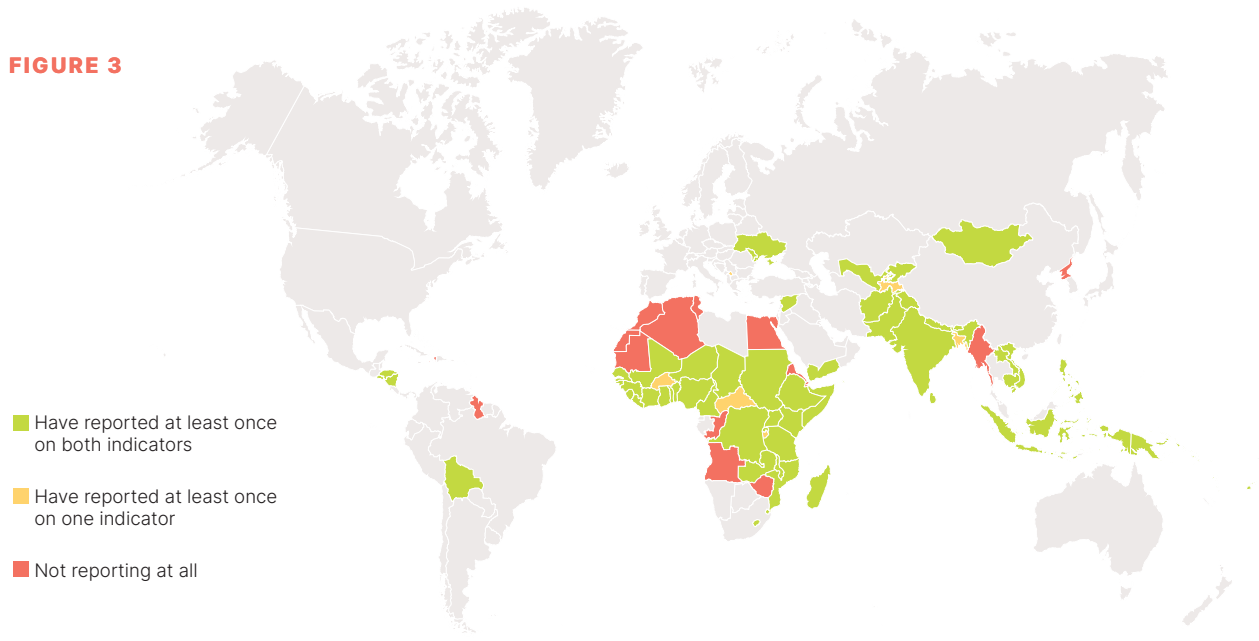 FIGURE 3
Have reported at least once
on both indicators
Have reported at least once
on one indicator
Not reporting at all